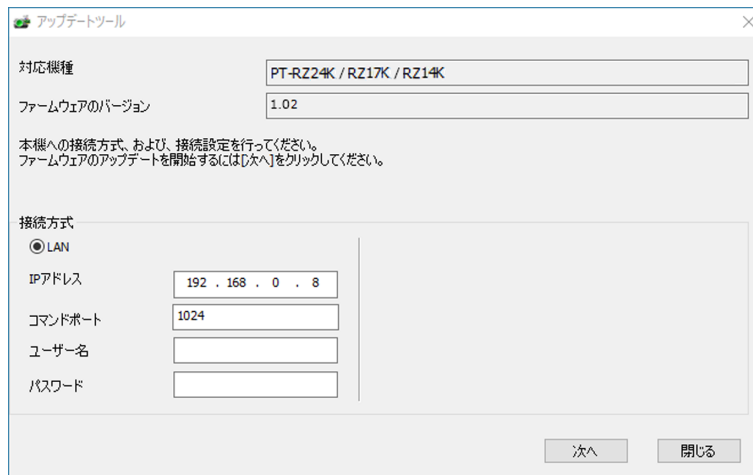 アップデートツール
対応機種
PT-RZ24K / RZ17K / RZ14K
ファームウェアのバージョン
1.02
本機への接続方式、および、接続設定を行ってください。
ファームウェアのアップデートを開始するには[次へ]をクリックしてください。
接続方式
LAN
IPアドレス
192 . 168 . 0 . 8
コマンドポート
1024
ユーザー名
パスワード
次へ
閉じる